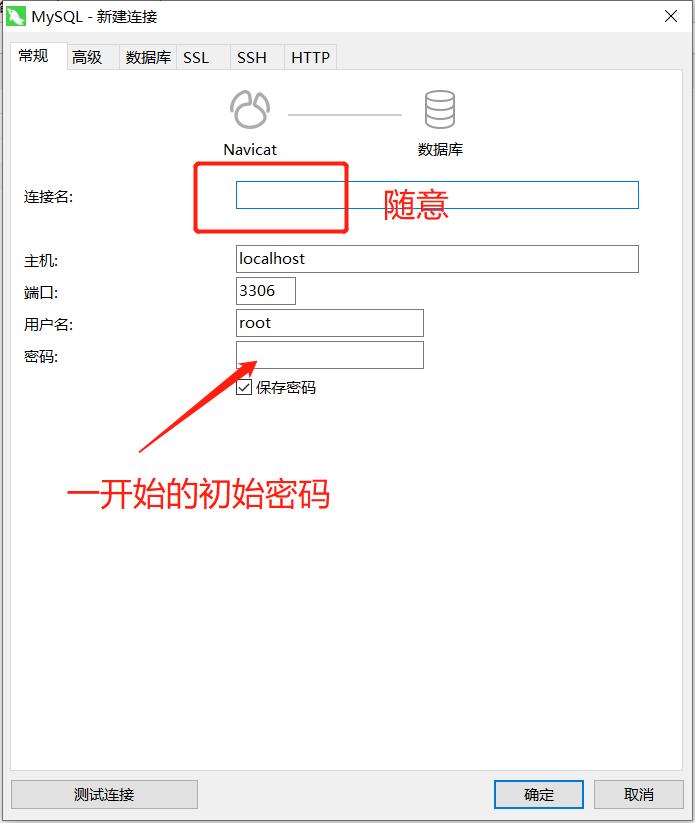 MySQL - 新建连接
常规 高级 数据库 SSL SSH HTTP
Navicat 数据库
连接名: 随意
主机: localhost
端口: 3306
用户名: root
密码:
保存密码
一开始的初始密码
测试连接 确定 取消